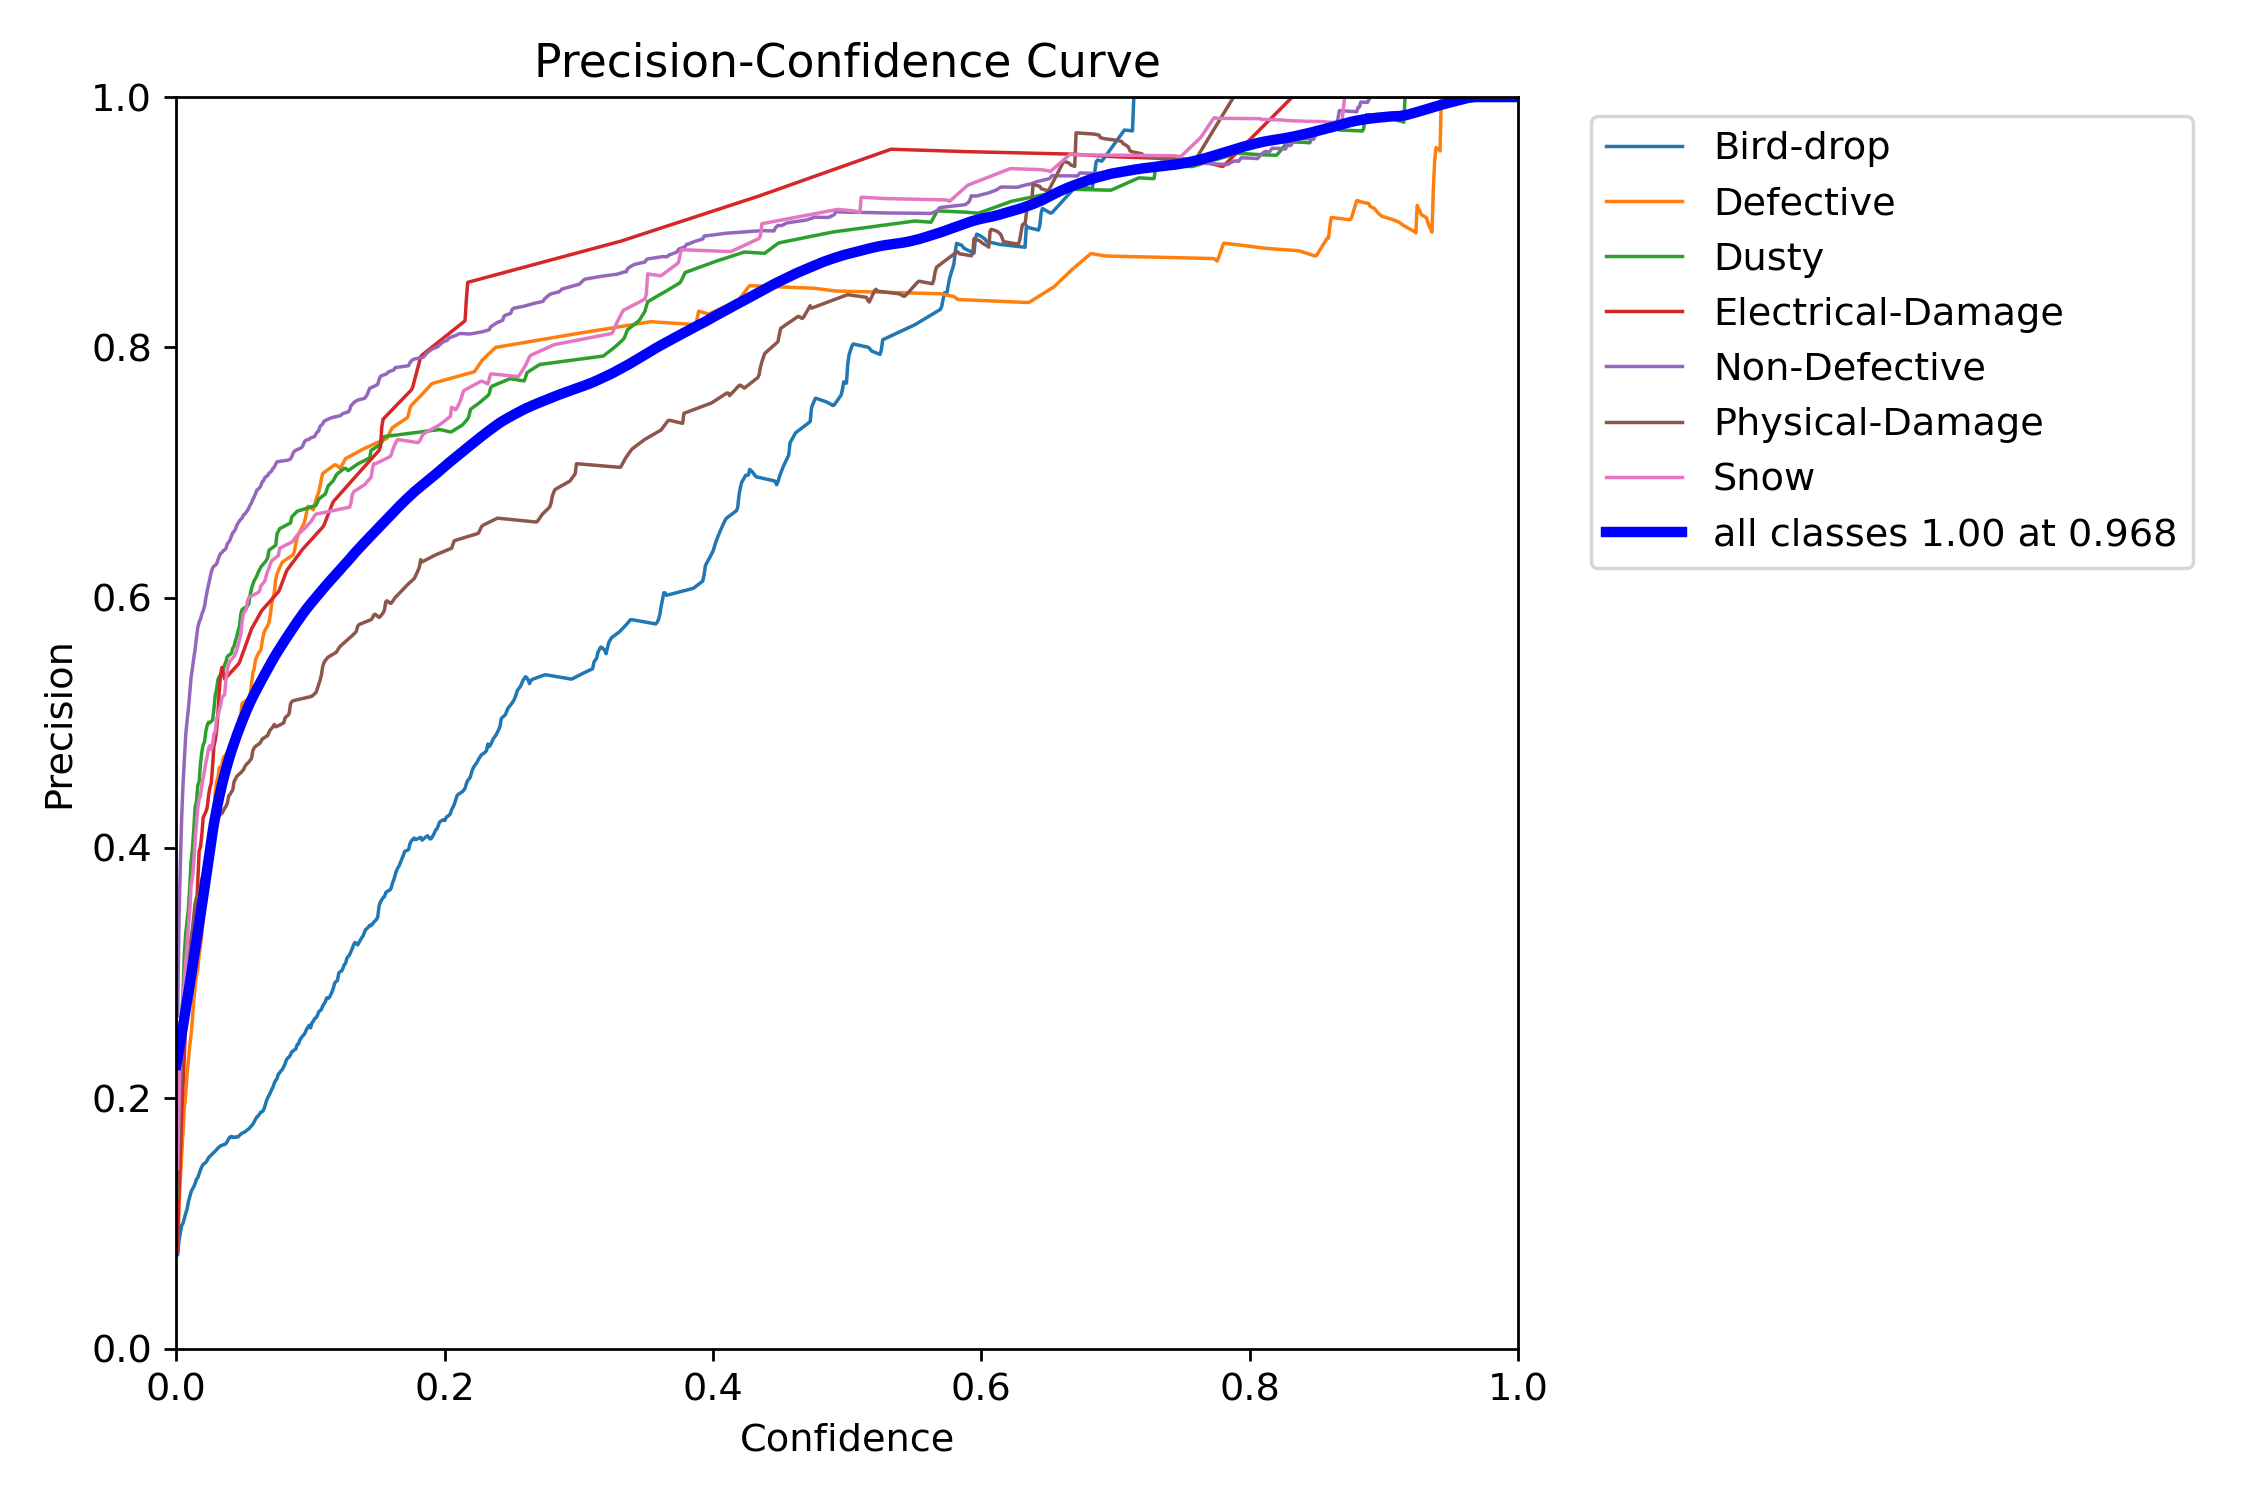 Precision-Confidence Curve
1.0
0.8
0.6
0.4
0.2
0.0
Precision
0.0 0.2 0.4 0.6 0.8 1.0
Confidence
Bird-drop
Defective
Dusty
Electrical-Damage
Non-Defective
Physical-Damage
Snow
all classes 1.00 at 0.968